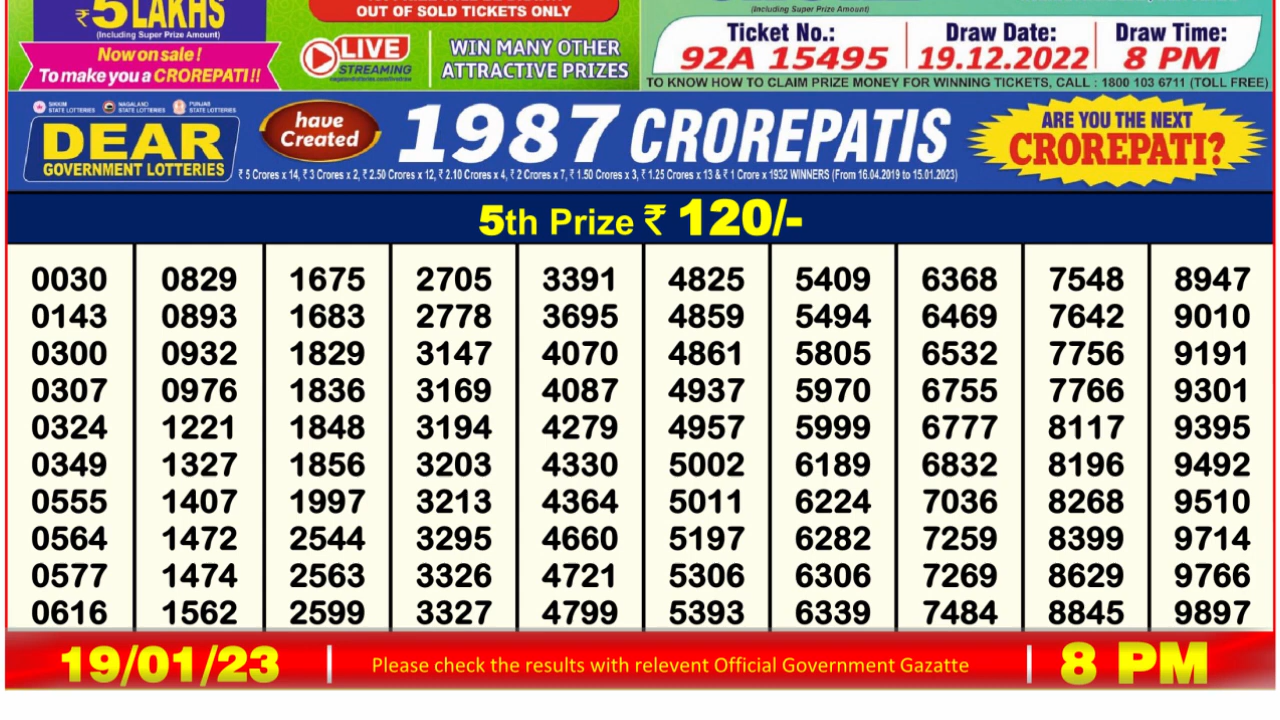 ₹5 LAKHS
(Including Super Prize Amount)
Now on sale !
To make you a CROREPATI !!
OUT OF SOLD TICKETS ONLY
LIVE
STREAMING
WIN MANY OTHER
ATTRACTIVE PRIZES
(Including Super Prize Amount)
Ticket No.: Draw Date: Draw Time:
92A 15495 19.12.2022 8 PM
TO KNOW HOW TO CLAIM PRIZE MONEY FOR WINNING TICKETS, CALL : 1800 103 6711 (TOLL FREE)
SIKKIM STATE LOTTERIES NAGALAND STATE LOTTERIES PUNJAB STATE LOTTERIES
DEAR
GOVERNMENT LOTTERIES
have
Created
1987 CROREPATIS
₹ 5 Crores x 14, ₹ 3 Crores x 2, ₹ 2.50 Crores x 12, ₹ 2.10 Crores x 4, ₹ 2 Crores x 7, ₹ 1.50 Crores x 3, ₹ 1.25 Crores x 13 & ₹ 1 Crore x 1932 WINNERS (From 16.04.2019 to 15.01.2023)
ARE YOU THE NEXT
CROREPATI?
5th Prize ₹ 120/-
0030 0829 1675 2705 3391 4825 5409 6368 7548 8947
0143 0893 1683 2778 3695 4859 5494 6469 7642 9010
0300 0932 1829 3147 4070 4861 5805 6532 7756 9191
0307 0976 1836 3169 4087 4937 5970 6755 7766 9301
0324 1221 1848 3194 4279 4957 5999 6777 8117 9395
0349 1327 1856 3203 4330 5002 6189 6832 8196 9492
0555 1407 1997 3213 4364 5011 6224 7036 8268 9510
0564 1472 2544 3295 4660 5197 6282 7259 8399 9714
0577 1474 2563 3326 4721 5306 6306 7269 8629 9766
0616 1562 2599 3327 4799 5393 6339 7484 8845 9897
19/01/23 | Please check the results with relevent Official Government Gazatte | 8 PM